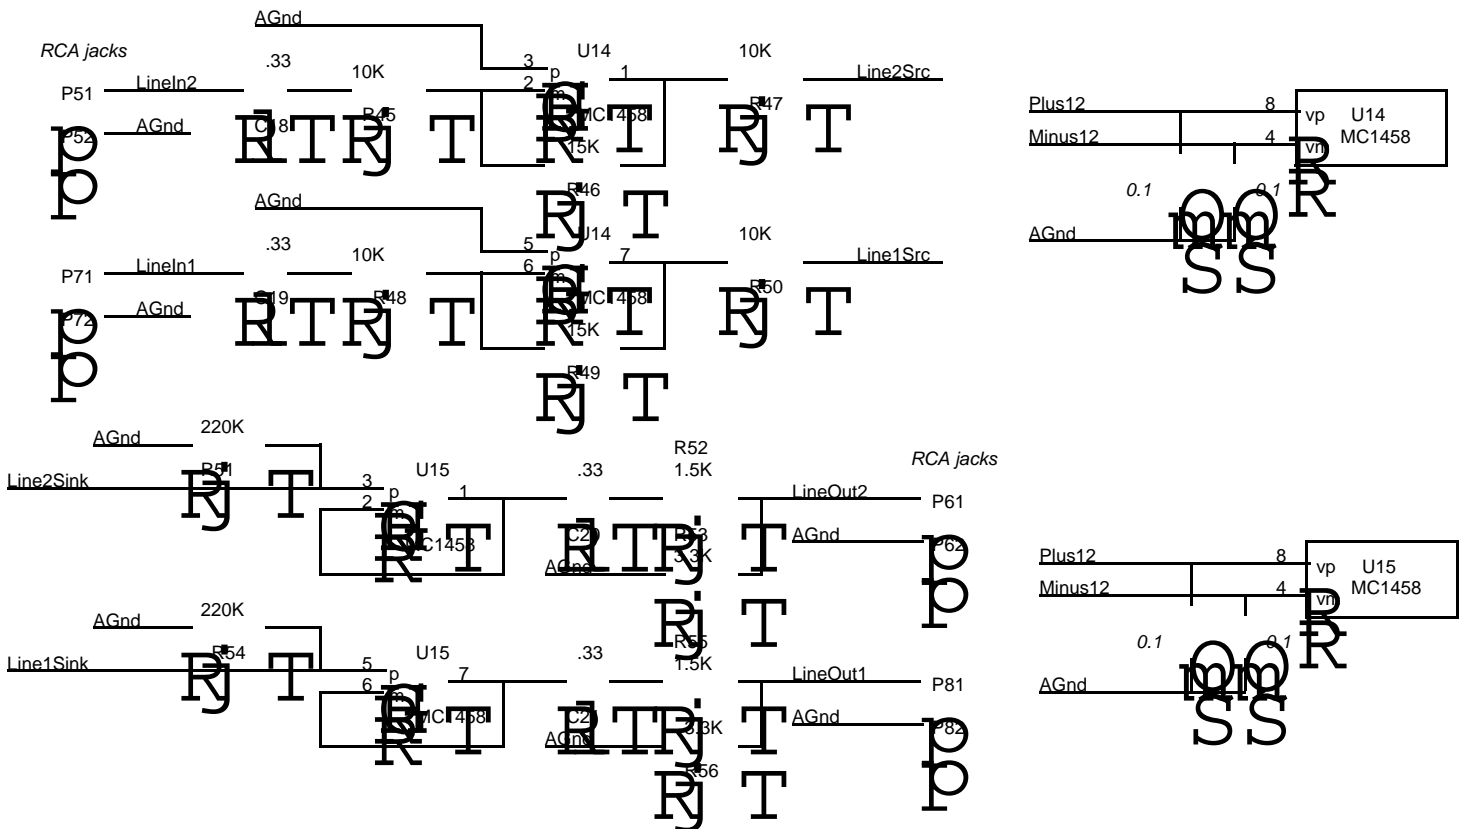 AGnd
RCA jacks
.33
10K
U14
10K
P51
LineIn2
3
p
1
Line2Src
2
m
P52
AGnd
C18
R45
MC1458
R47
15K
R46
AGnd
.33
10K
U14
10K
P71
LineIn1
5
p
7
Line1Src
6
m
P72
AGnd
C19
R48
MC1458
R50
15K
R49
Plus12
8
vp
U14
Minus12
4
vn
MC1458
0.1
0.1
AGnd
AGnd
220K
R52
RCA jacks
Line2Sink
R51
3
p
U15
1
.33
1.5K
LineOut2
P61
2
m
MC1458
C20
R53
3.3K
AGnd
AGnd
P62
AGnd
220K
R55
Line1Sink
R54
5
p
U15
7
.33
1.5K
LineOut1
P81
6
m
MC1458
C21
3.3K
AGnd
AGnd
P82
R56
Plus12
8
vp
U15
Minus12
4
vn
MC1458
0.1
0.1
AGnd